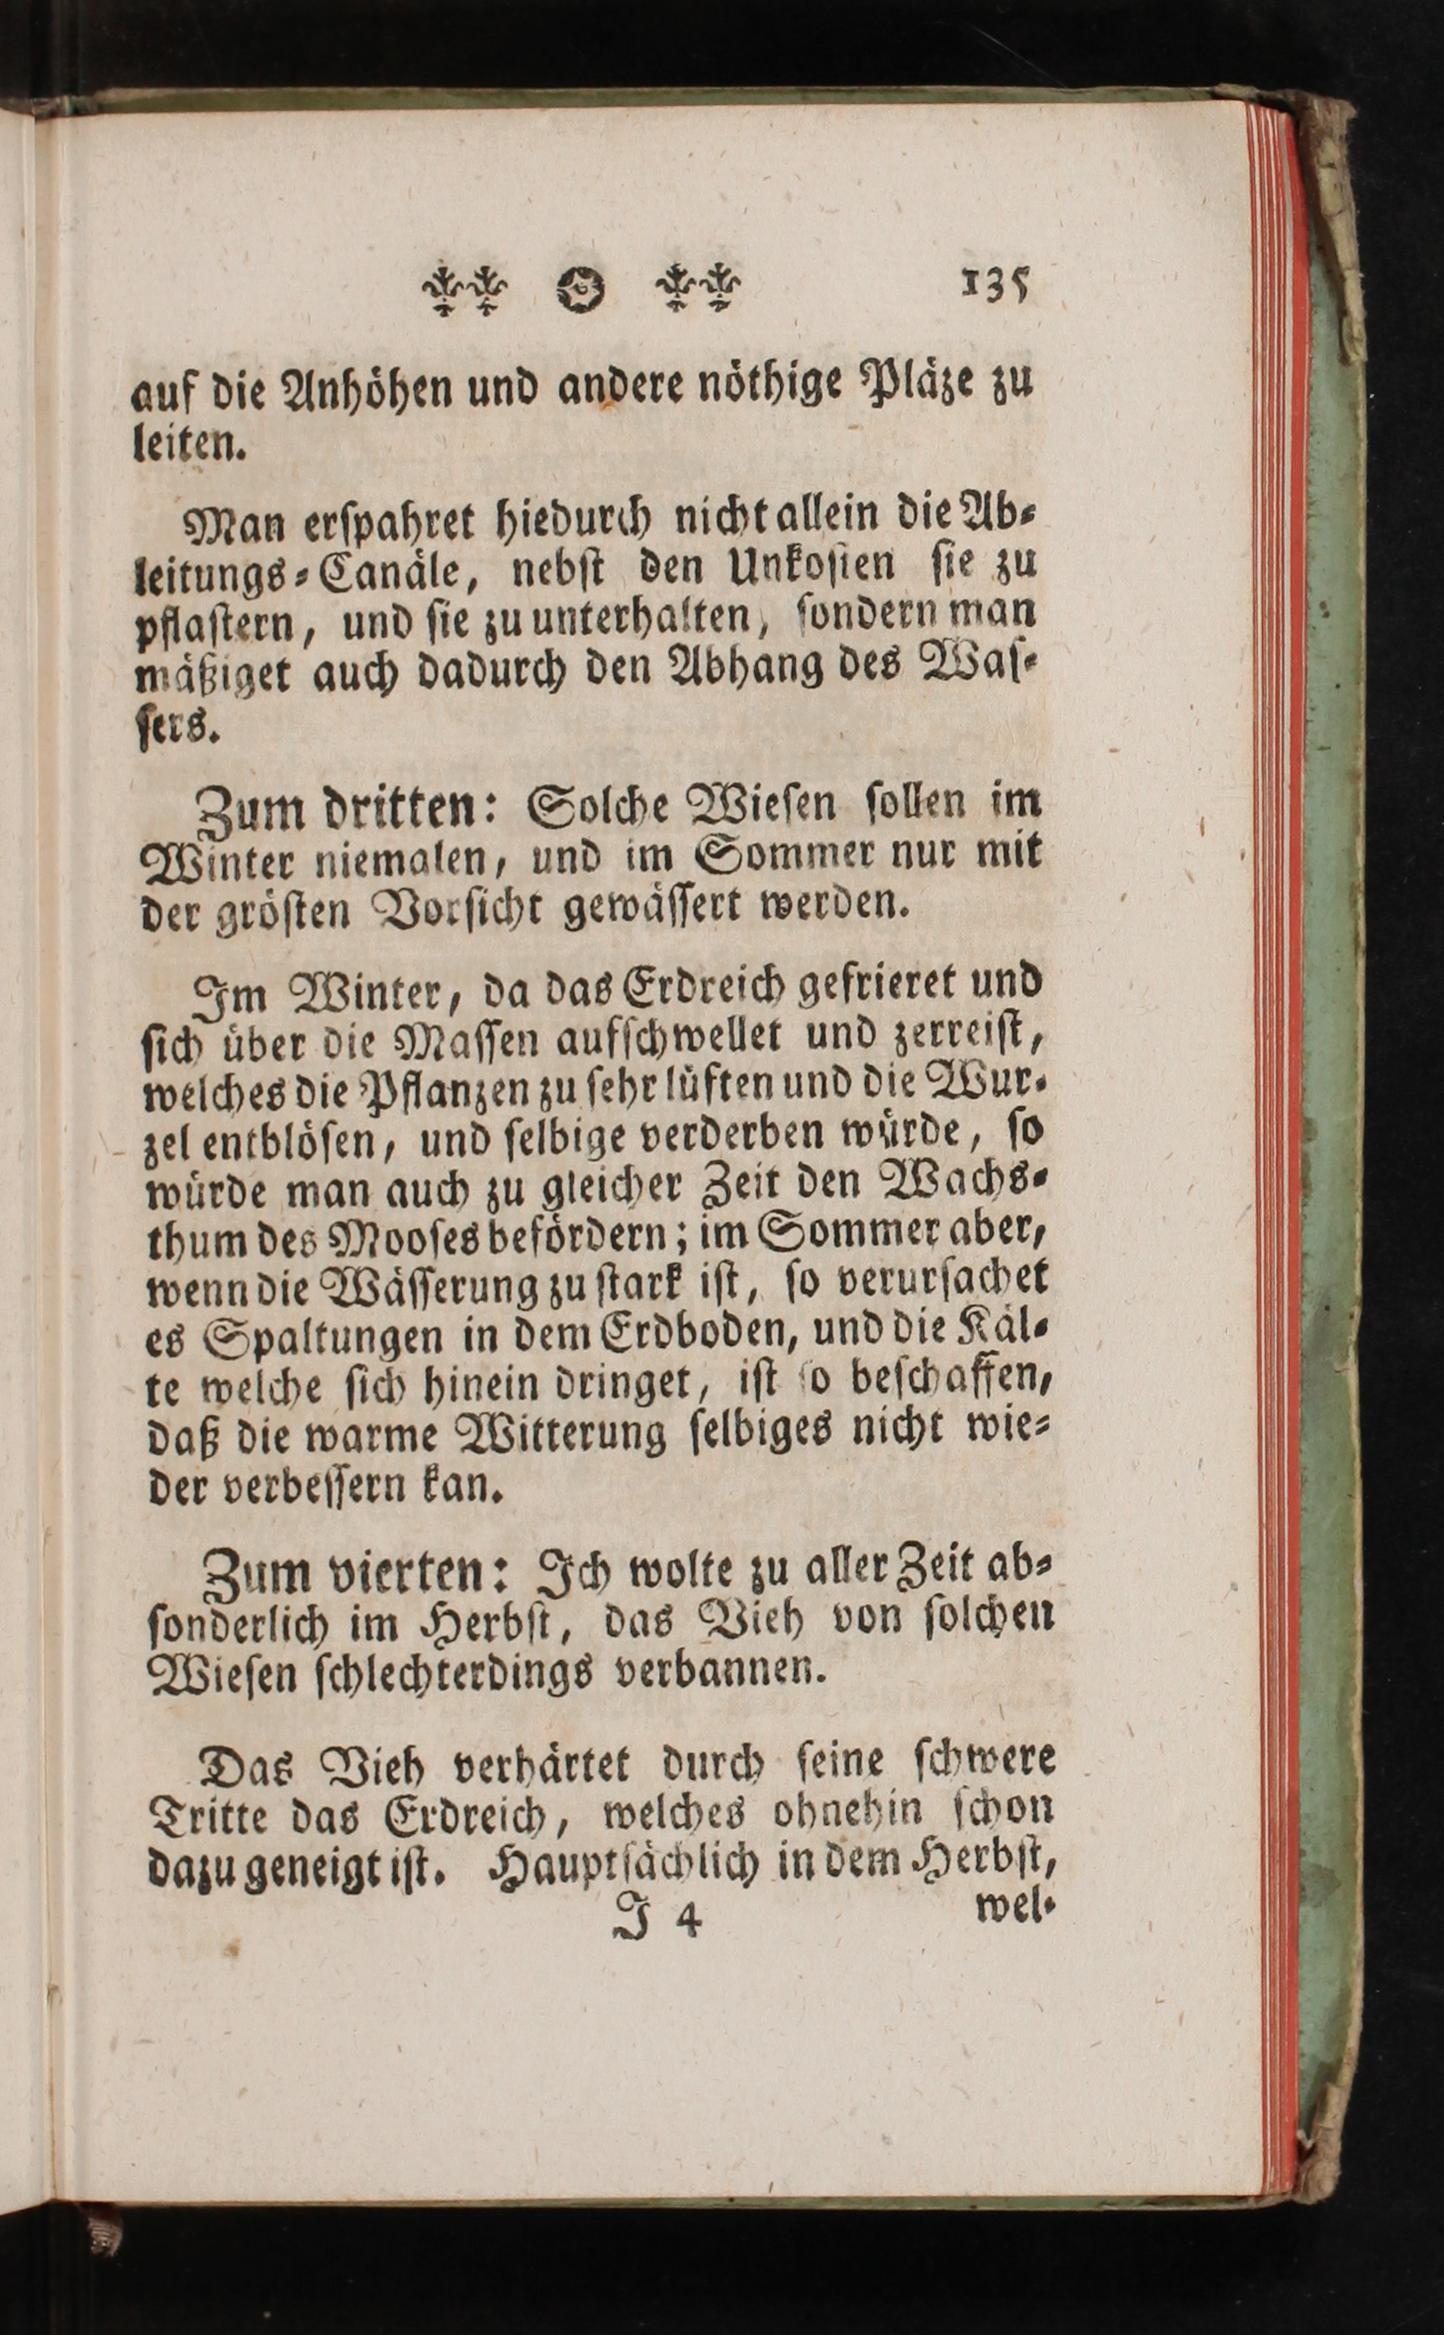 135
auf die Anhöhen und andere nöthige Pläze zu
leiten.
Man erſpahret hiedurch nicht allein die Ab⸗
leitungs⸗Canäle, nebſt den Unkoſten ſie zu
pflaſtern, und ſie zu unterhalten, ſondern man
mäßiget auch dadurch den Abhang des Waſ⸗
ſers.
Zum dritten: Solche Wieſen ſollen im
Winter niemalen, und im Sommer nur mit
der gröſten Vorſicht gewäſſert werden.
Im Winter, da das Erdreich gefrieret und
ſich über die Maſſen aufſchwellet und zerreiſt,
welches die Pflanzen zu ſehr lüften und die Wur⸗
zel entblöſen, und ſelbige verderben würde, ſo
würde man auch zu gleicher Zeit den Wachs⸗
thum des Mooſes befördern; im Sommer aber,
wenn die Wäſſerung zu ſtark iſt, ſo verurſachet
es Spaltungen in dem Erdboden, und die Käl⸗
te welche ſich hinein dringet, iſt ſo beſchaffen,
daß die warme Witterung ſelbiges nicht wie⸗
der verbeſſern kan.
Zum vierten: Ich wolte zu aller Zeit ab⸗
ſonderlich im Herbſt, das Vieh von ſolchen
Wieſen ſchlechterdings verbannen.
Das Vieh verhärtet durch ſeine ſchwere
Tritte das Erdreich, welches ohnehin ſchon
dazu geneigt iſt. Hauptſächlich in dem Herbſt,
J 4 wel⸗